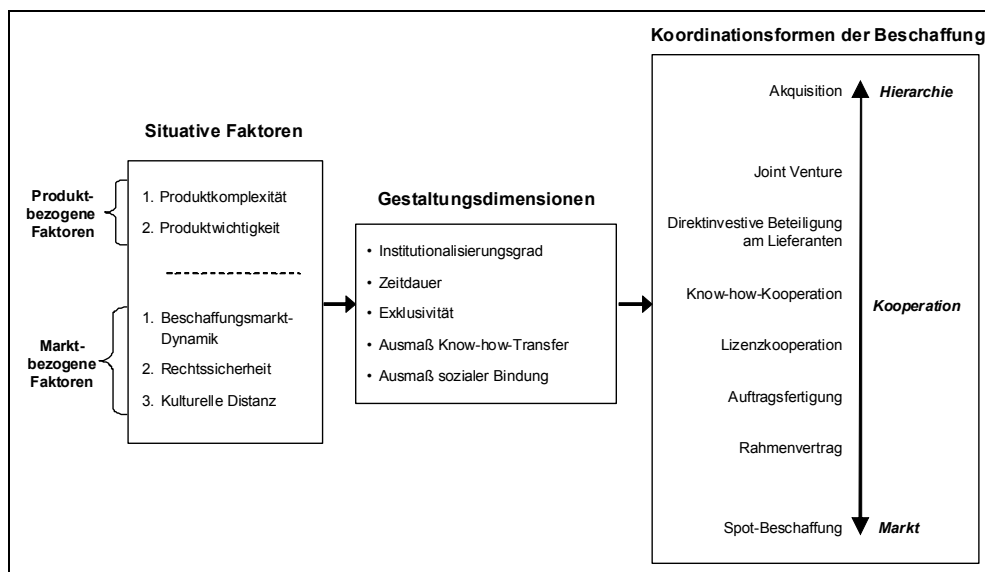 Koordinationsformen der Beschaffung
Situative Faktoren
Produkt-
bezogene
Faktoren
1. Produktkomplexität
2. Produktwichtigkeit
Markt-
bezogene
Faktoren
1. Beschaffungsmarkt-
Dynamik
2. Rechtssicherheit
3. Kulturelle Distanz
Gestaltungsdimensionen
• Institutionalisierungsgrad
• Zeitdauer
• Exklusivität
• Ausmaß Know-how-Transfer
• Ausmaß sozialer Bindung
Akquisition
Hierarchie
Joint Venture
Direktinvestive Beteiligung
am Lieferanten
Know-how-Kooperation
Kooperation
Lizenzkooperation
Auftragsfertigung
Rahmenvertrag
Spot-Beschaffung
Markt